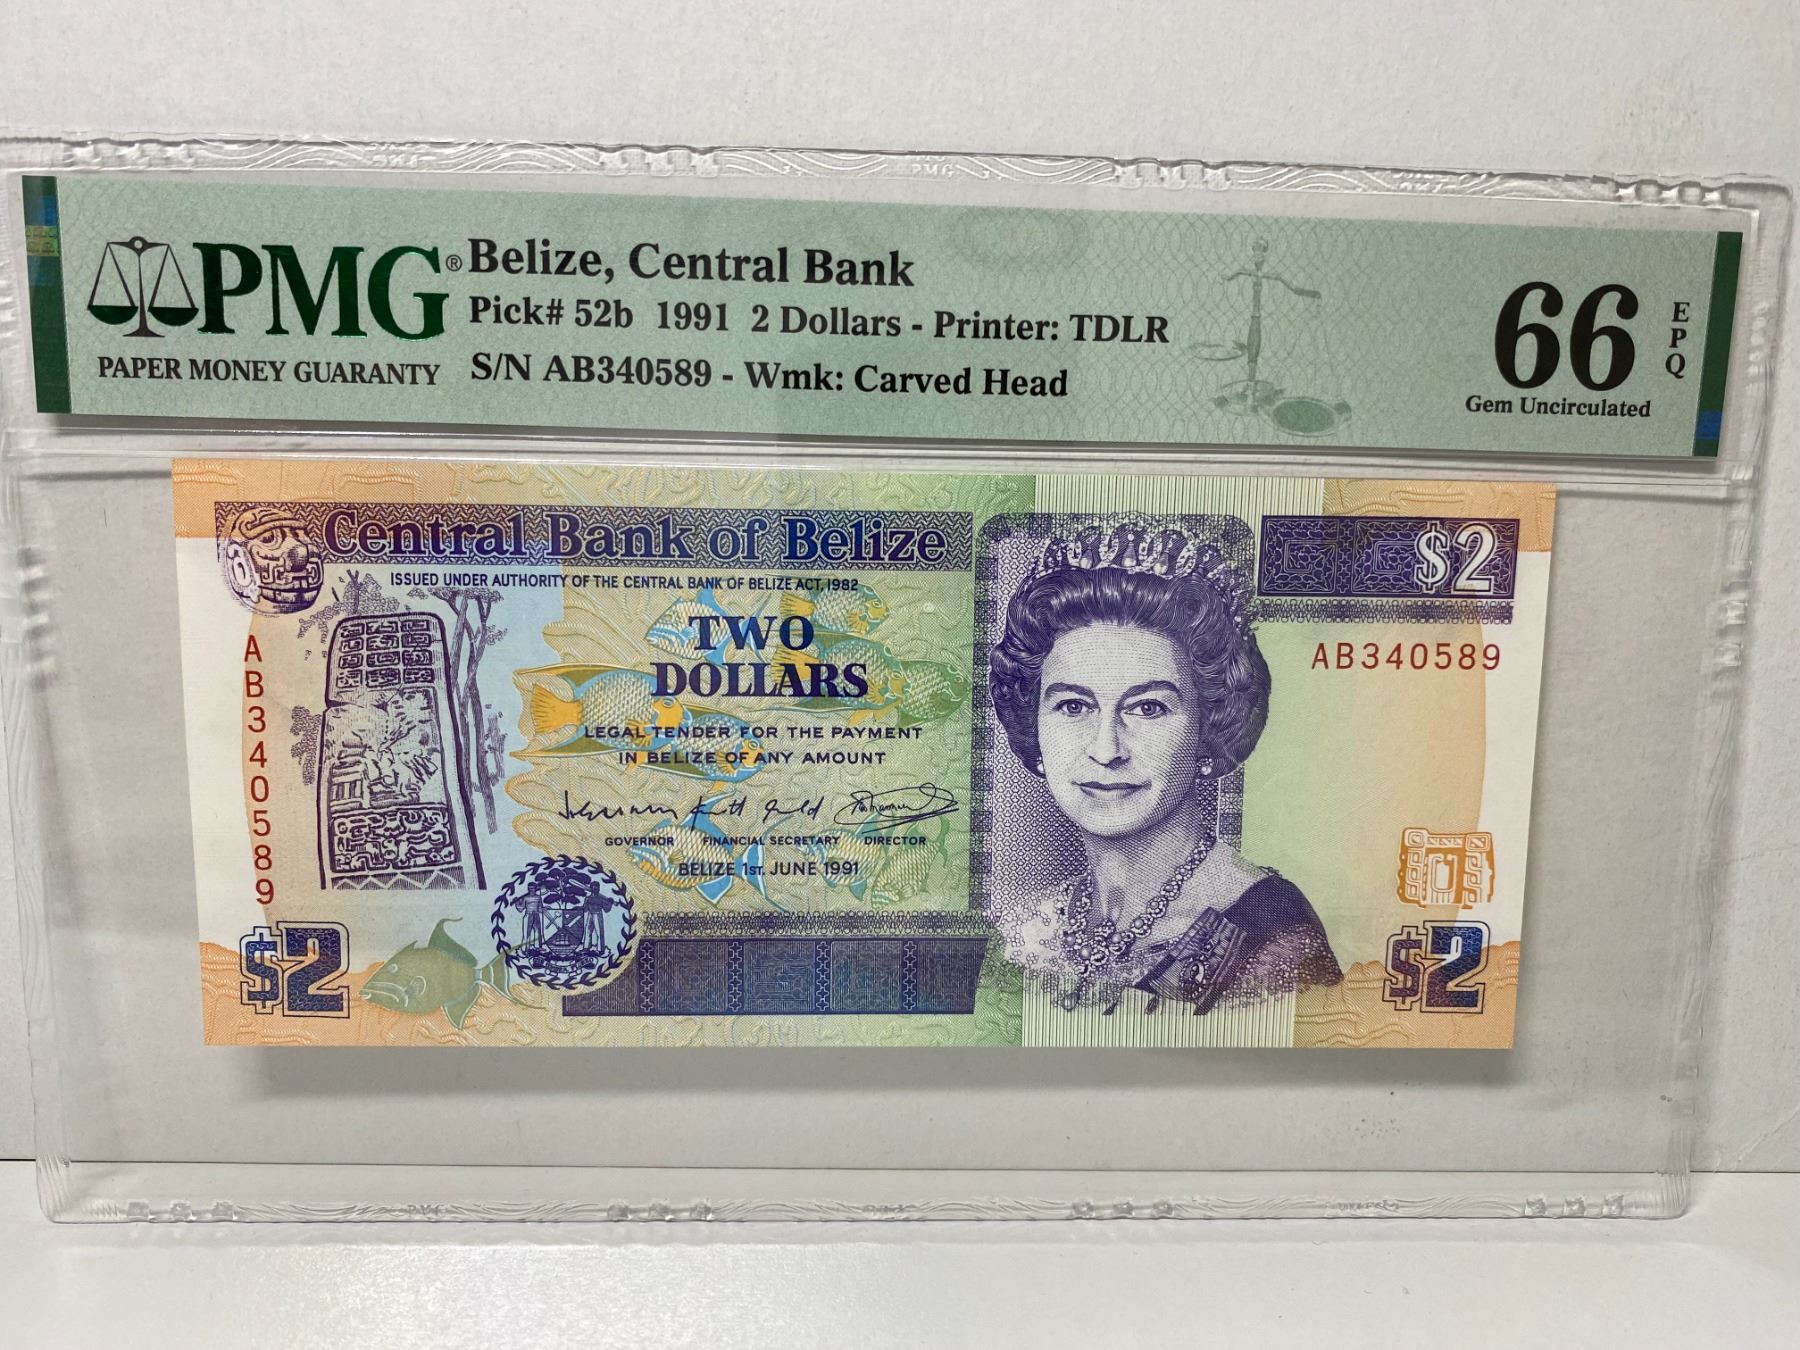 PMG®
PAPER MONEY GUARANTY
Belize, Central Bank
Pick# 52b 1991 2 Dollars - Printer: TDLR
S/N AB340589 - Wmk: Carved Head
66
EPQ
Gem Uncirculated
Central Bank of Belize
$2
ISSUED UNDER AUTHORITY OF THE CENTRAL BANK OF BELIZE ACT, 1982
TWO
DOLLARS
AB340589
AB340589
LEGAL TENDER FOR THE PAYMENT
IN BELIZE OF ANY AMOUNT
GOVERNOR FINANCIAL SECRETARY DIRECTOR
BELIZE 1ST. JUNE 1991
$2
$2